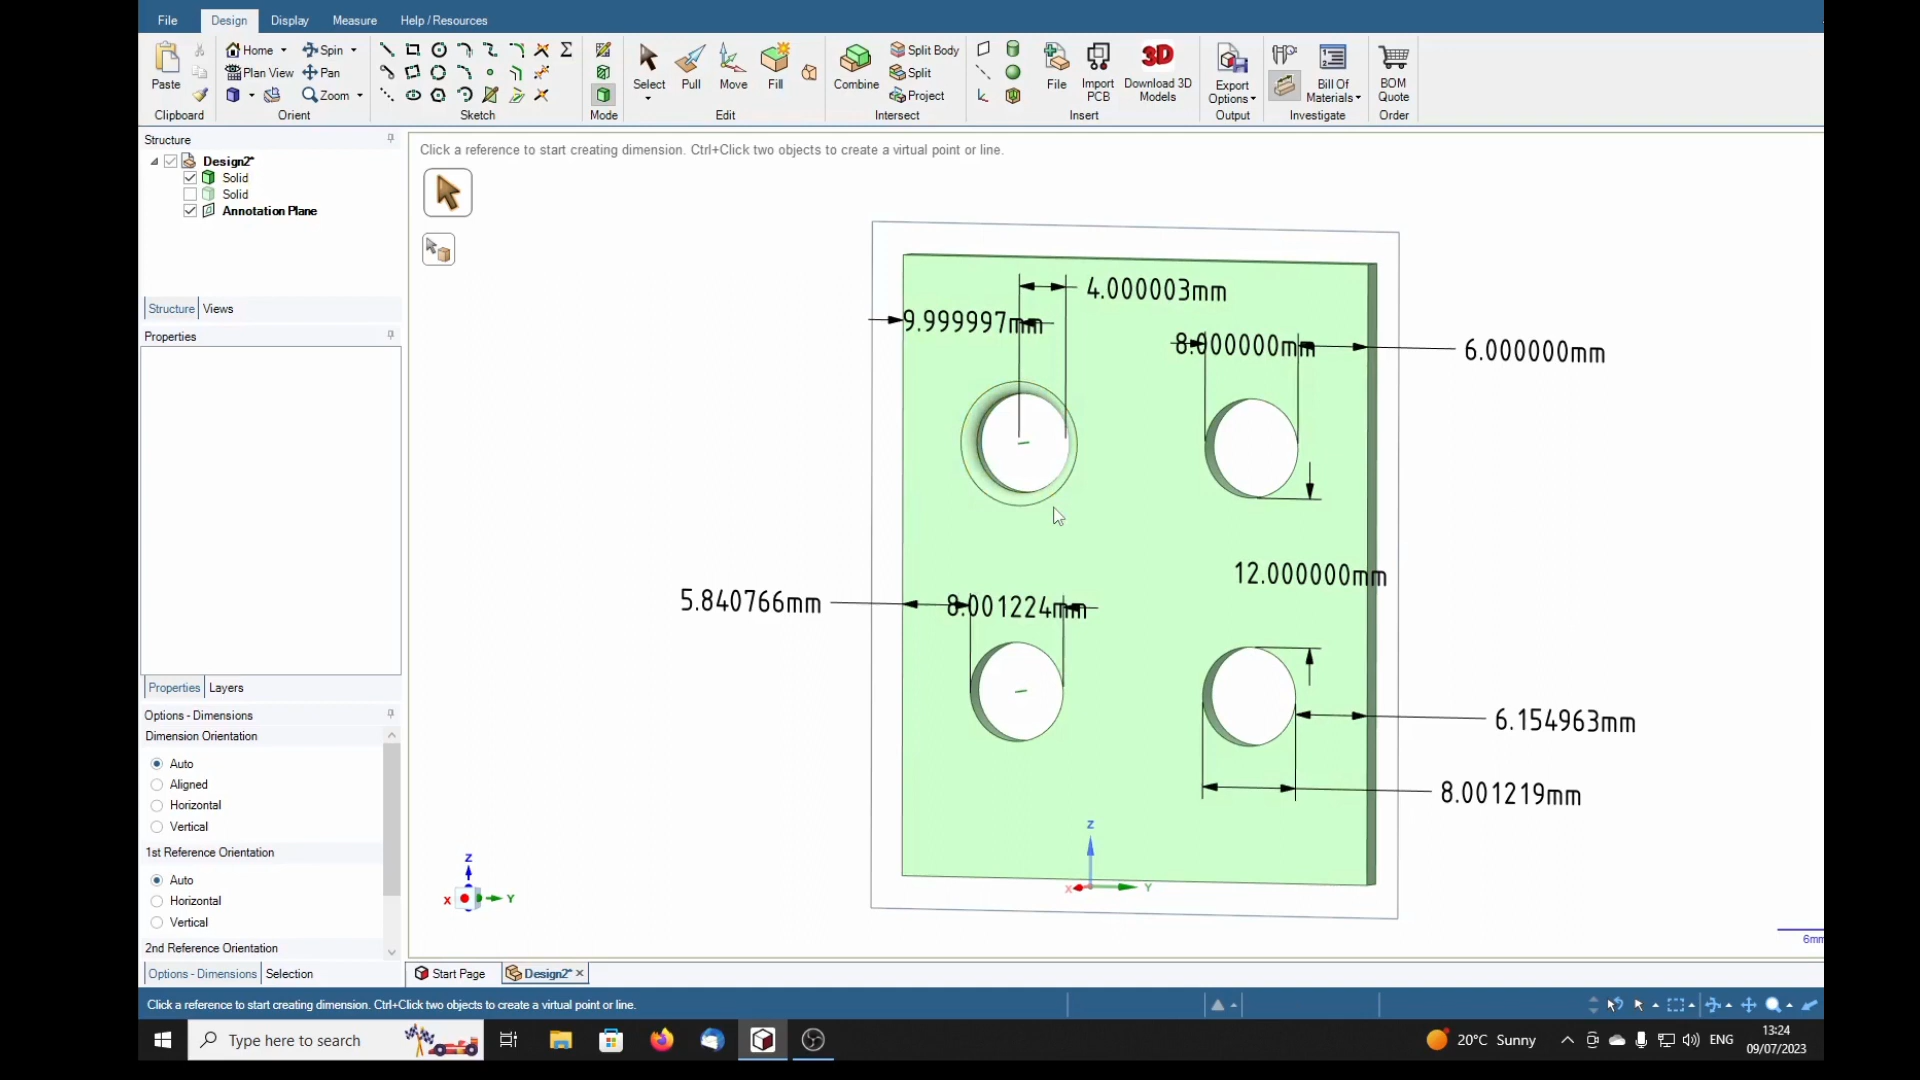 File Design Display Measure Help / Resources
Paste
Home Spin
Plan View Pan
Zoom
Select Pull Move Fill
Combine
Split Body
Split
Project
File Import PCB Download 3D Models
3D
Export Options
Bill Of Materials
BOM Quote
Clipboard Orient Sketch Mode Edit Intersect Insert Output Investigate Order
Structure
Design2*
Solid
Solid
Annotation Plane
Structure Views
Properties
Properties Layers
Options - Dimensions
Dimension Orientation
Auto
Aligned
Horizontal
Vertical
1st Reference Orientation
Auto
Horizontal
Vertical
2nd Reference Orientation
Options - Dimensions Selection
Click a reference to start creating dimension. Ctrl+Click two objects to create a virtual point or line.
4.000003mm
9.999997mm
8.000000mm
6.000000mm
12.000000mm
5.840766mm
8.001224mm
6.154963mm
8.001219mm
Z
X Y
Z
X Y
6mm
Start Page Design2*
Click a reference to start creating dimension. Ctrl+Click two objects to create a virtual point or line.
Type here to search
20°C Sunny
ENG
13:24
09/07/2023